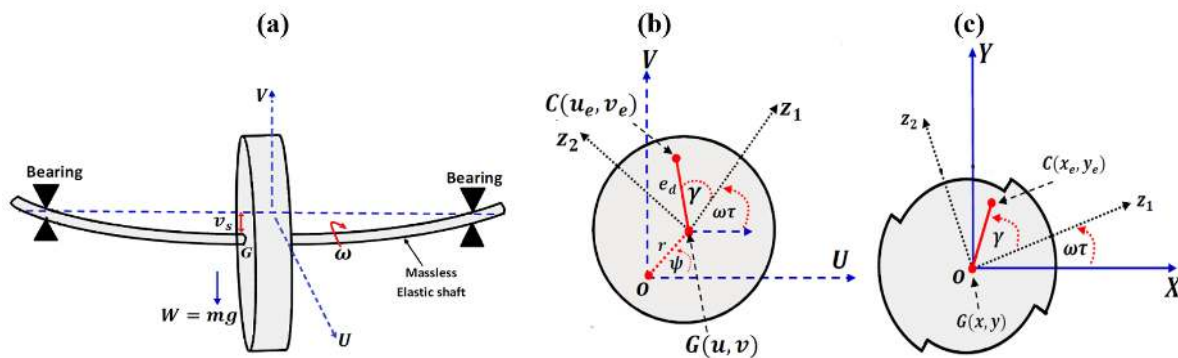 (a)
V
Bearing
Bearing
v_s
G
ω
Massless
Elastic shaft
W = mg
U
(b)
V
C(u_e, v_e)
z_1
z_2
e_d
γ
ωτ
r
ψ
U
o
G(u, v)
(c)
Y
z_2
C(x_e, y_e)
z_1
γ
ωτ
o
X
G(x, y)